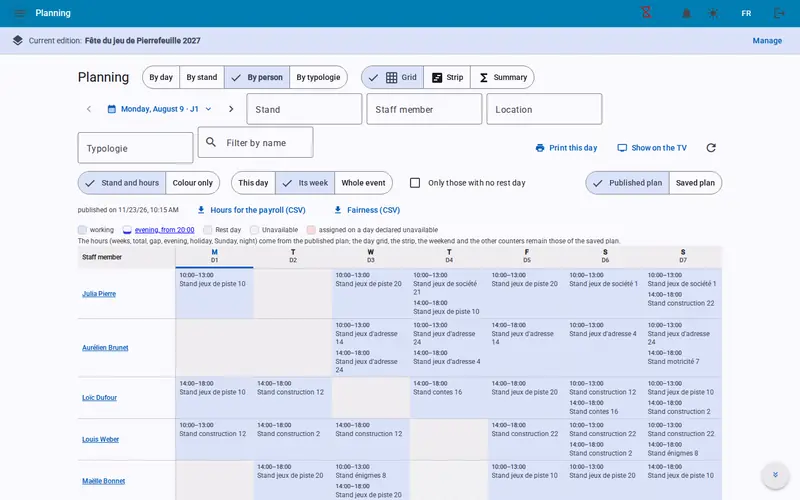 Planning
FR
Current edition: Fête du jeu de Pierrefeuille 2027
Manage
Planning
By day
By stand
By person
By typologie
Grid
Strip
Summary
Monday, August 9 · J1
Stand
Staff member
Location
Typologie
Filter by name
Print this day
Show on the TV
Stand and hours
Colour only
This day
Its week
Whole event
Only those with no rest day
Published plan
Saved plan
published on 11/23/26, 10:15 AM
Hours for the payroll (CSV)
Fairness (CSV)
working
evening, from 20:00
Rest day
Unavailable
assigned on a day declared unavailable
The hours (weeks, total, gap, evening, holiday, Sunday, night) come from the published plan; the day grid, the strip, the weekend and the other counters remain those of the saved plan.
Staff member
M
D1
T
D2
W
D3
T
D4
F
D5
S
D6
S
D7
Julia Pierre
10:00–13:00
Stand jeux de piste 10
10:00–13:00
Stand jeux de piste 20
10:00–13:00
Stand jeux de société
21
14:00–18:00
Stand jeux de piste 10
10:00–13:00
Stand jeux de piste 20
10:00–13:00
Stand jeux de société 1
10:00–13:00
Stand jeux de société 1
14:00–18:00
Stand construction 22
Aurélien Brunet
10:00–13:00
Stand jeux d'adresse
14
14:00–18:00
Stand jeux d'adresse
24
10:00–13:00
Stand jeux d'adresse
24
14:00–18:00
Stand jeux d'adresse 4
14:00–18:00
Stand jeux d'adresse
14
10:00–13:00
Stand jeux d'adresse 4
10:00–13:00
Stand jeux d'adresse
24
14:00–18:00
Stand motricité 7
Loïc Dufour
14:00–18:00
Stand jeux de piste 10
14:00–18:00
Stand construction 12
14:00–18:00
Stand contes 16
14:00–18:00
Stand jeux de piste 20
10:00–13:00
Stand construction 12
14:00–18:00
Stand contes 16
10:00–13:00
Stand jeux de piste 10
14:00–18:00
Stand construction 2
Louis Weber
10:00–13:00
Stand construction 12
14:00–18:00
Stand construction 2
14:00–18:00
Stand construction 12
14:00–18:00
Stand construction 22
10:00–13:00
Stand construction 22
14:00–18:00
Stand construction 2
10:00–13:00
Stand construction 22
14:00–18:00
Stand énigmes 8
Maëlle Bonnet
14:00–18:00
Stand jeux de piste 20
10:00–13:00
Stand énigmes 8
14:00–18:00
Stand jeux de piste 20
10:00–13:00
Stand jeux de piste 10
14:00–18:00
Stand jeux de piste 20
14:00–18:00
Stand jeux de piste 10